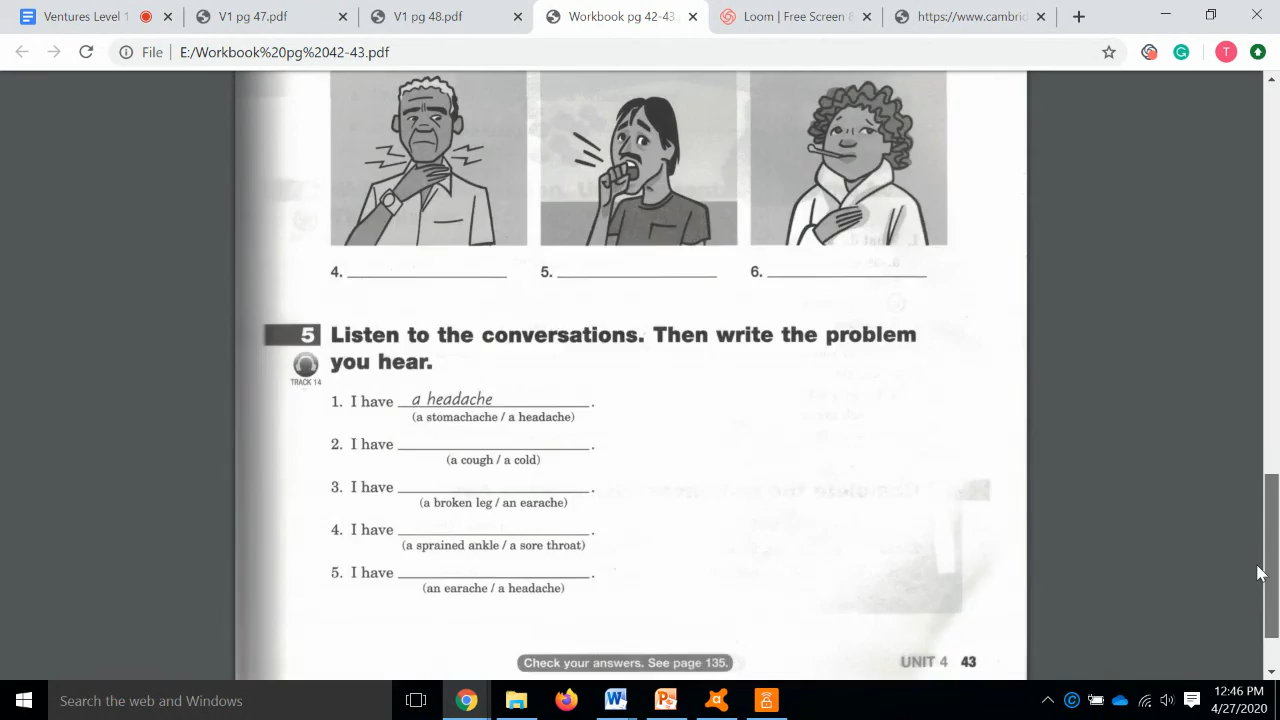 Ventures Level 1
V1 pg 47.pdf
V1 pg 48.pdf
Workbook pg 42-43.
Loom | Free Screen &
https://www.cambrid
File | E:/Workbook%20pg%2042-43.pdf
T
4. 5. 6.
5 Listen to the conversations. Then write the problem
you hear.
TRACK 14
1. I have a headache .
(a stomachache / a headache)
2. I have .
(a cough / a cold)
3. I have .
(a broken leg / an earache)
4. I have .
(a sprained ankle / a sore throat)
5. I have .
(an earache / a headache)
Check your answers. See page 135.
UNIT 4 43
Search the web and Windows
12:46 PM
4/27/2020